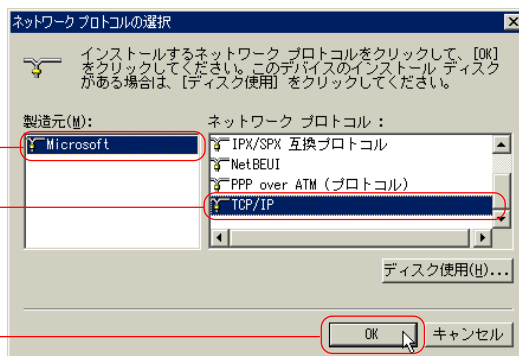 ネットワーク プロトコルの選択
インストールするネットワーク プロトコルをクリックして、[OK]
をクリックしてください。このデバイスのインストール ディスク
がある場合は、[ディスク使用] をクリックしてください。
製造元(M):
ネットワーク プロトコル :
Microsoft
IPX/SPX 互換プロトコル
NetBEUI
PPP over ATM (プロトコル)
TCP/IP
ディスク使用(H)...
OK
キャンセル